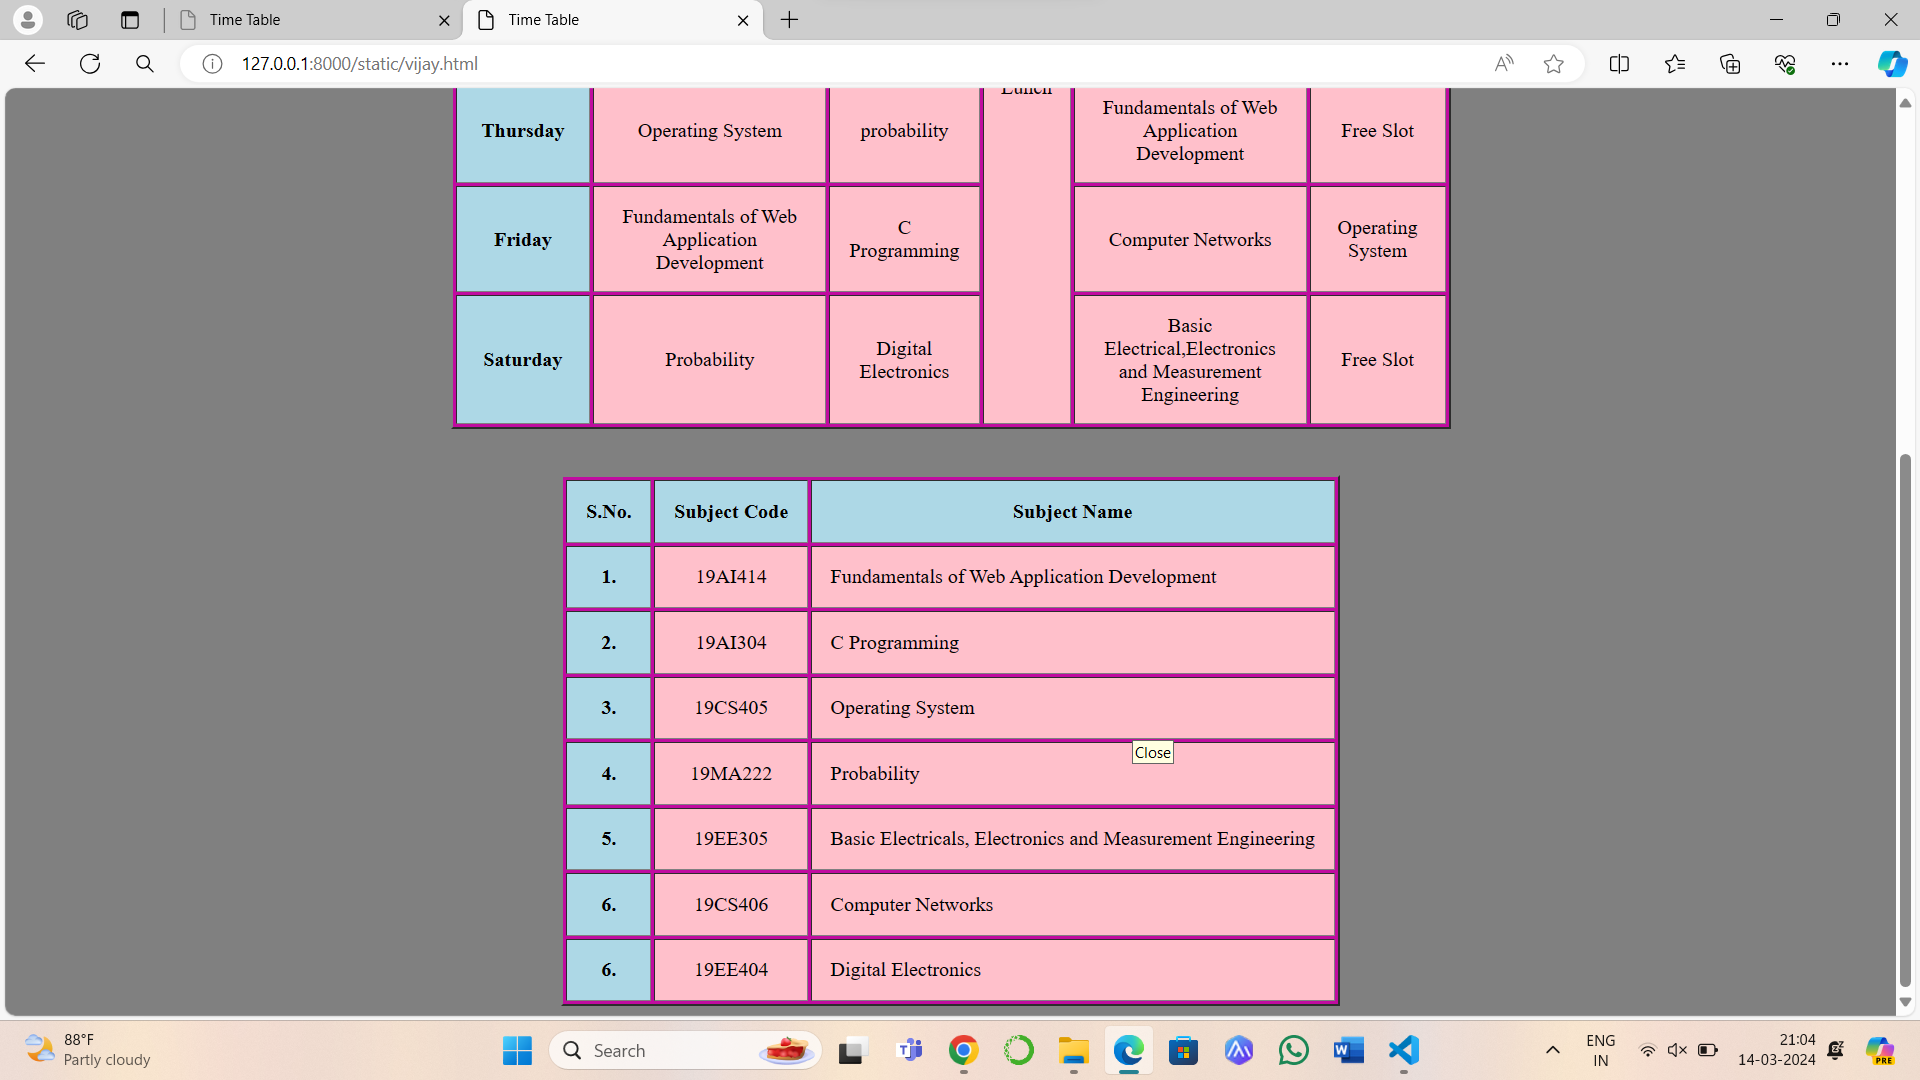 Time Table
Time Table
127.0.0.1:8000/static/vijay.html
Lunch
Thursday
Operating System
probability
Fundamentals of Web
Application
Development
Free Slot
Friday
Fundamentals of Web
Application
Development
C
Programming
Computer Networks
Operating
System
Saturday
Probability
Digital
Electronics
Basic
Electrical,Electronics
and Measurement
Engineering
Free Slot
S.No. Subject Code Subject Name
1. 19AI414 Fundamentals of Web Application Development
2. 19AI304 C Programming
3. 19CS405 Operating System
Close
4. 19MA222 Probability
5. 19EE305 Basic Electricals, Electronics and Measurement Engineering
6. 19CS406 Computer Networks
6. 19EE404 Digital Electronics
88°F
Partly cloudy
Search
ENG
IN
21:04
14-03-2024
PRE